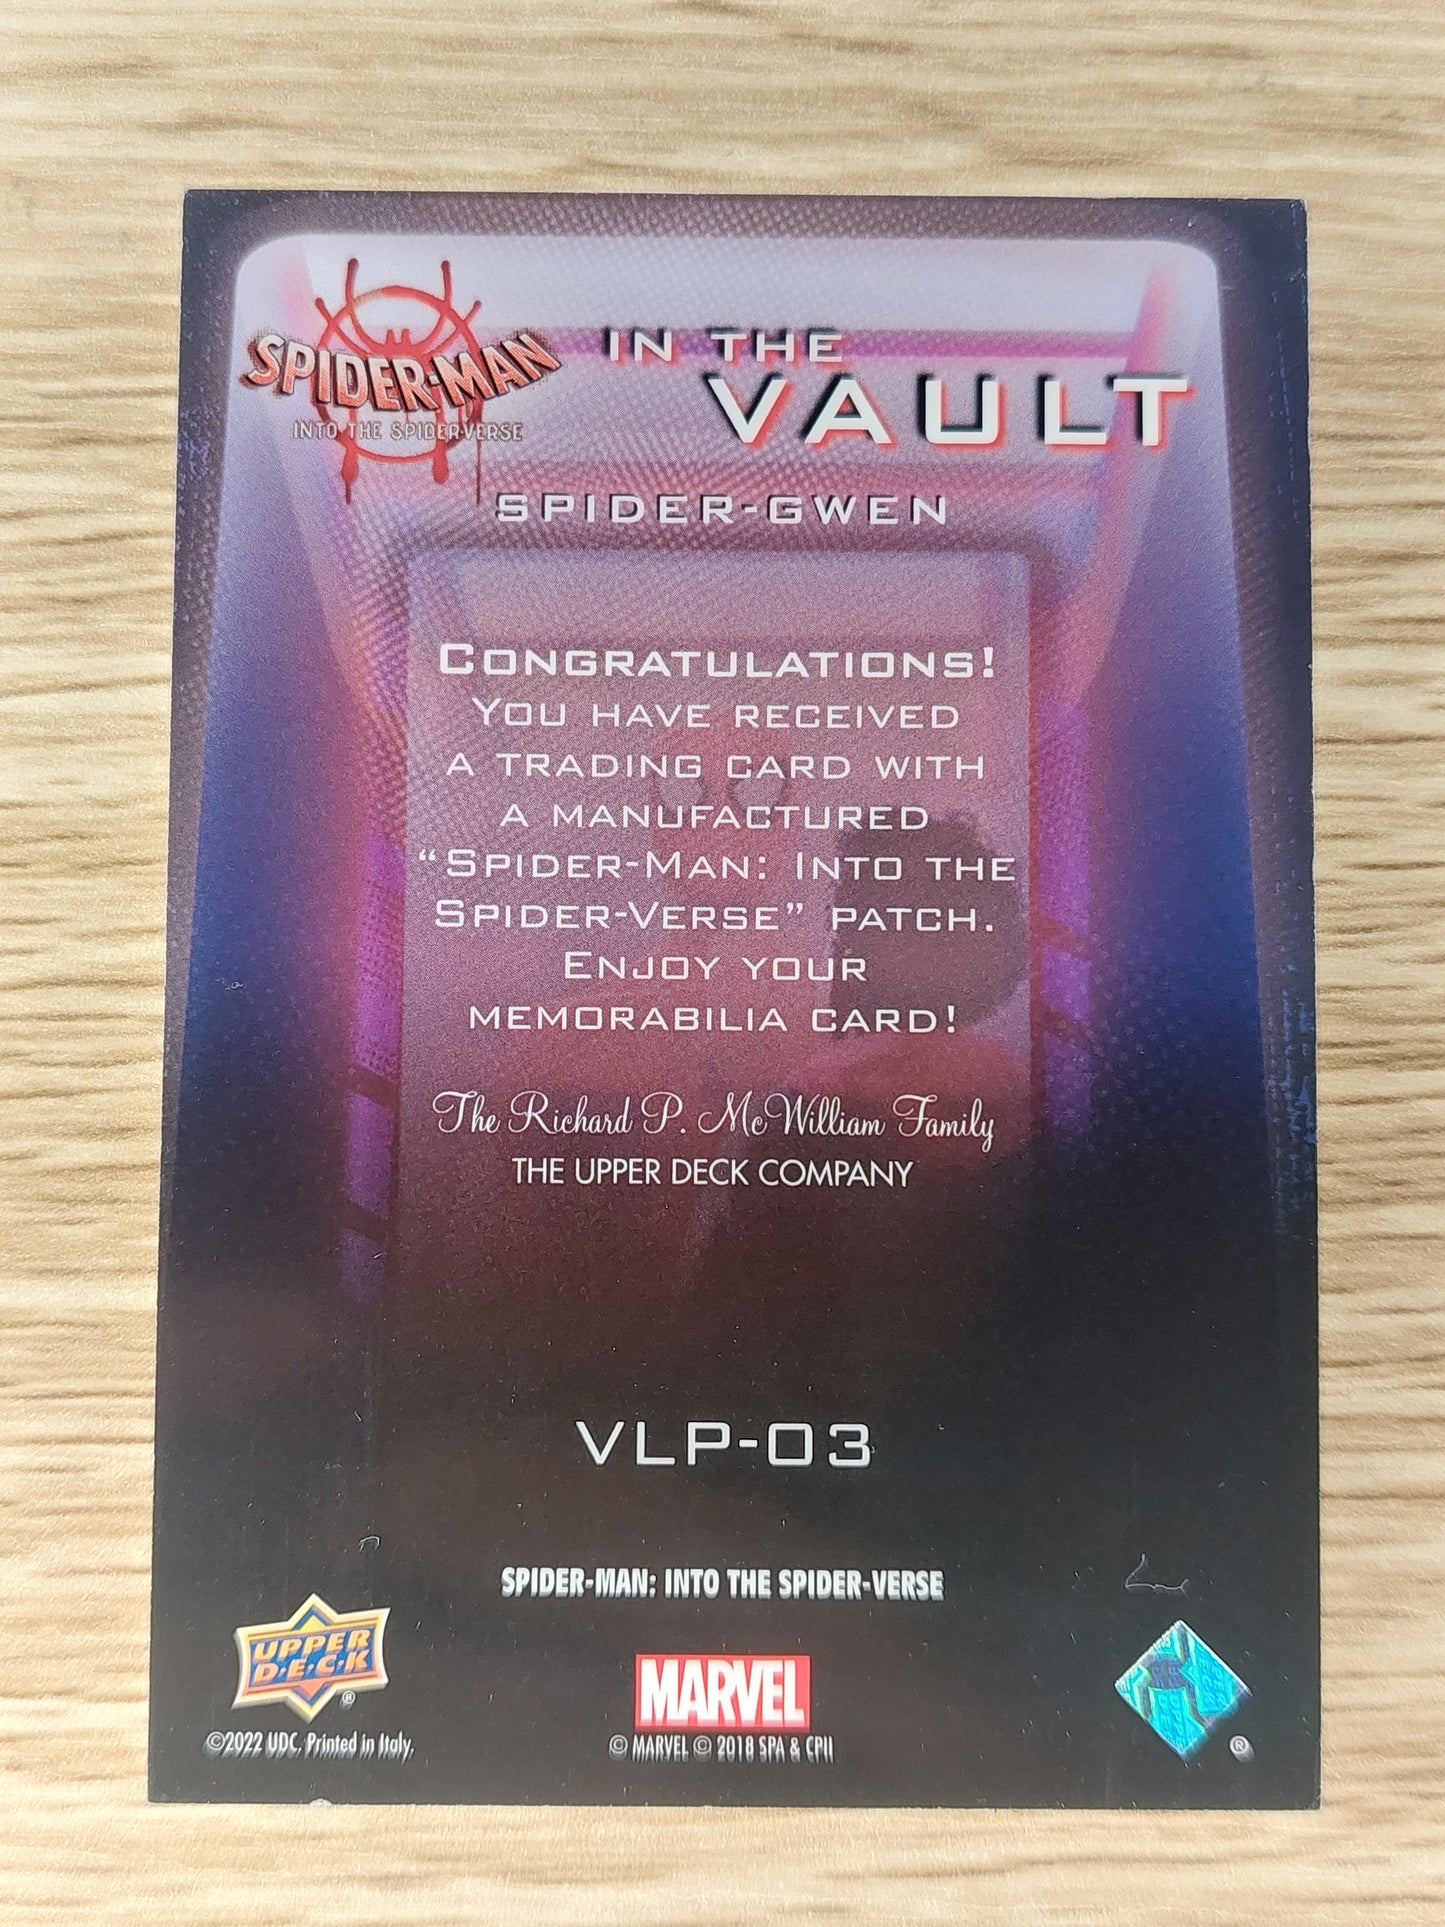 SPIDER-MAN
INTO THE SPIDER-VERSE
IN THE
VAULT
SPIDER-GWEN
CONGRATULATIONS!
YOU HAVE RECEIVED
A TRADING CARD WITH
A MANUFACTURED
“SPIDER-MAN: INTO THE
SPIDER-VERSE” PATCH.
ENJOY YOUR
MEMORABILIA CARD!
The Richard P. McWilliam Family
THE UPPER DECK COMPANY
VLP-03
SPIDER-MAN: INTO THE SPIDER-VERSE
UPPER
D·E·C·K
®
©2022 UDC. Printed in Italy.
MARVEL
© MARVEL © 2018 SPA & CPII
®